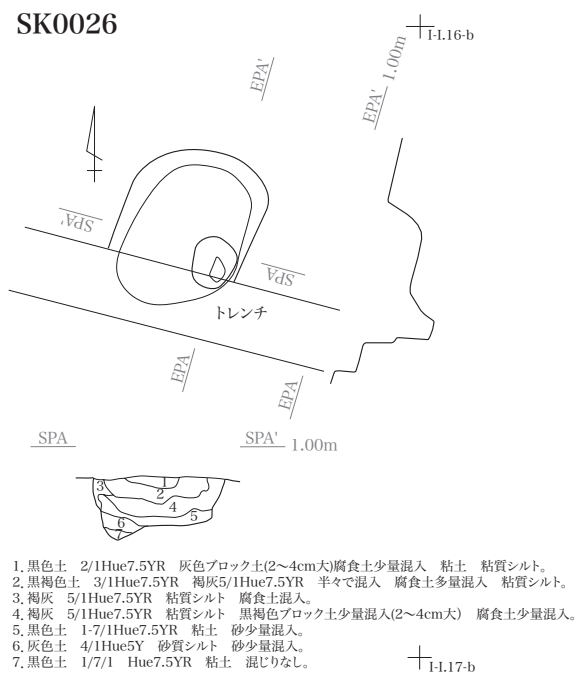 SK0026
I-I.16-b
EPA'
EPA' 1.00m
SPA'
SPA
トレンチ
EPA
EPA
SPA
SPA' 1.00m
1
3
2
4
5
6
7
1. 黒色土 2/1Hue7.5YR 灰色ブロック土(2〜4cm大)腐食土少量混入 粘土 粘質シルト。
2. 黒褐色土 3/1Hue7.5YR 褐灰5/1Hue7.5YR 半々で混入 腐食土多量混入 粘質シルト。
3. 褐灰 5/1Hue7.5YR 粘質シルト 腐食土混入。
4. 褐灰 5/1Hue7.5YR 粘質シルト 黒褐色ブロック土少量混入(2〜4cm大) 腐食土少量混入。
5. 黒色土 1-7/1Hue7.5YR 粘土 砂少量混入。
6. 灰色土 4/1Hue5Y 砂質シルト 砂少量混入。
7. 黒色土 1/7/1 Hue7.5YR 粘土 混じりなし。
I-I.17-b